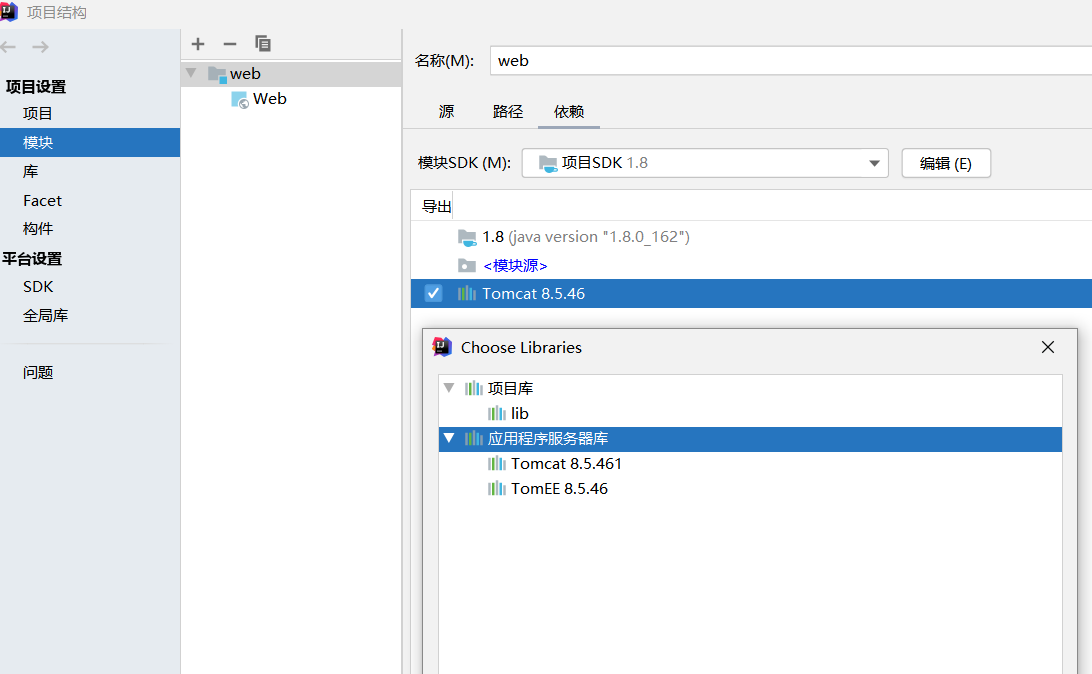 项目结构
项目设置
项目
模块
库
Facet
构件
平台设置
SDK
全局库
问题
web
Web
名称(M): web
源 路径 依赖
模块SDK (M): 项目SDK 1.8 编辑 (E)
导出
1.8 (java version "1.8.0_162")
<模块源>
Tomcat 8.5.46
Choose Libraries
项目库
lib
应用程序服务器库
Tomcat 8.5.461
TomEE 8.5.46